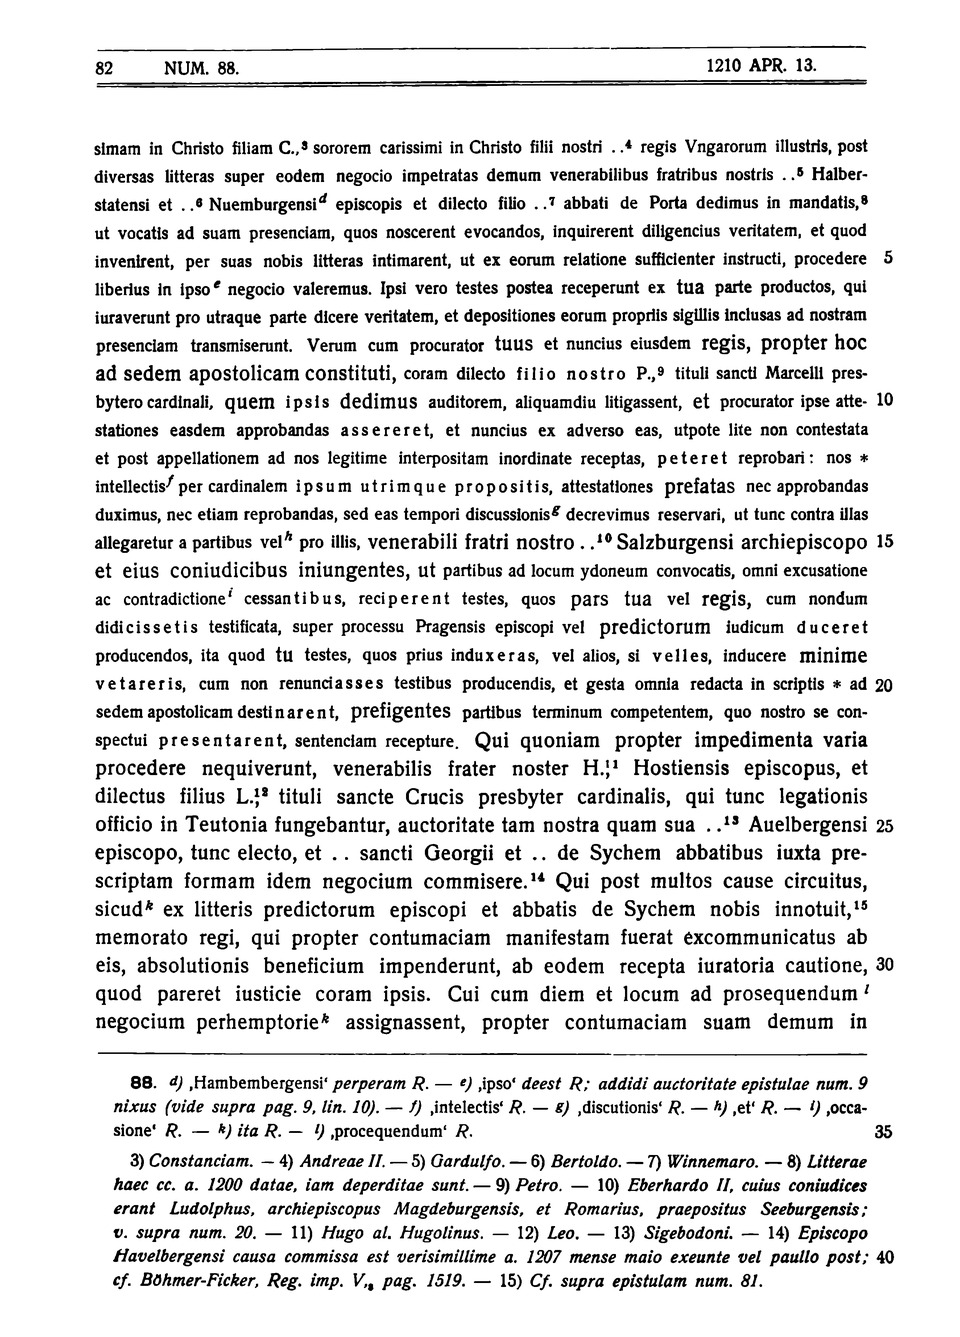 82 NUM. 88. 1210 APR. 13.
simam in Christo filiam C.,³ sororem carissimi in Christo filii nostri . .⁴ regis Vngarorum illustris, post
diversas litteras super eodem negocio impetratas demum venerabilibus fratribus nostris . .⁵ Halber-
statensi et . .⁶ Nuemburgensiᵈ episcopis et dilecto filio . .⁷ abbati de Porta dedimus in mandatis,⁸
ut vocatis ad suam presenciam, quos noscerent evocandos, inquirerent diligencius veritatem, et quod
invenirent, per suas nobis litteras intimarent, ut ex eorum relatione sufficienter instructi, procedere 5
liberius in ipsoᵉ negocio valeremus. Ipsi vero testes postea receperunt ex tua parte productos, qui
iuraverunt pro utraque parte dicere veritatem, et depositiones eorum propriis sigillis inclusas ad nostram
presenciam transmiserunt. Verum cum procurator tuus et nuncius eiusdem regis, propter hoc
ad sedem apostolicam constituti, coram dilecto filio nostro P.,⁹ tituli sancti Marcelli pres-
bytero cardinali, quem ipsis dedimus auditorem, aliquamdiu litigassent, et procurator ipse atte- 10
stationes easdem approbandas assereret, et nuncius ex adverso eas, utpote lite non contestata
et post appellationem ad nos legitime interpositam inordinate receptas, peteret reprobari: nos *
intellectisᶠ per cardinalem ipsum utrimque propositis, attestationes prefatas nec approbandas
duximus, nec etiam reprobandas, sed eas tempori discussionisᵍ decrevimus reservari, ut tunc contra illas
allegaretur a partibus velʰ pro illis, venerabili fratri nostro . .¹⁰ Salzburgensi archiepiscopo 15
et eius coniudicibus iniungentes, ut partibus ad locum ydoneum convocatis, omni excusatione
ac contradictioneⁱ cessantibus, reciperent testes, quos pars tua vel regis, cum nondum
didicissetis testificata, super processu Pragensis episcopi vel predictorum iudicum duceret
producendos, ita quod tu testes, quos prius induxeras, vel alios, si velles, inducere minime
vetareris, cum non renunciasses testibus producendis, et gesta omnia redacta in scriptis * ad 20
sedem apostolicam destinarent, prefigentes partibus terminum competentem, quo nostro se con-
spectui presentarent, sentenciam recepture. Qui quoniam propter impedimenta varia
procedere nequiverunt, venerabilis frater noster H.,¹¹ Hostiensis episcopus, et
dilectus filius L.,¹² tituli sancte Crucis presbyter cardinalis, qui tunc legationis
officio in Teutonia fungebantur, auctoritate tam nostra quam sua . .¹³ Auelbergensi 25
episcopo, tunc electo, et . . sancti Georgii et . . de Sychem abbatibus iuxta pre-
scriptam formam idem negocium commisere.¹⁴ Qui post multos cause circuitus,
sicudᵏ ex litteris predictorum episcopi et abbatis de Sychem nobis innotuit,¹⁵
memorato regi, qui propter contumaciam manifestam fuerat excommunicatus ab
eis, absolutionis beneficium impenderunt, ab eodem recepta iuratoria cautione, 30
quod pareret iusticie coram ipsis. Cui cum diem et locum ad prosequendumˡ
negocium perhemptorieᵏ assignassent, propter contumaciam suam demum in
88. d) ‚Hambembergensi‘ perperam R. — e) ‚ipso‘ deest R; addidi auctoritate epistulae num. 9
nixus (vide supra pag. 9, lin. 10). — f) ‚intelectis‘ R. — g) ‚discutionis‘ R. — h) ‚et‘ R. — i) ‚occa-
sione‘ R. — k) ita R. — l) ‚procequendum‘ R. 35
3) Constanciam. — 4) Andreae II. — 5) Gardulfo. — 6) Bertoldo. — 7) Winnemaro. — 8) Litterae
haec cc. a. 1200 datae, iam deperditae sunt. — 9) Petro. — 10) Eberhardo II, cuius coniudices
erant Ludolphus, archiepiscopus Magdeburgensis, et Romarius, praepositus Seeburgensis;
v. supra num. 20. — 11) Hugo al. Hugolinus. — 12) Leo. — 13) Sigebodoni. — 14) Episcopo
Havelbergensi causa commissa est verisimillime a. 1207 mense maio exeunte vel paullo post; 40
cf. Böhmer-Ficker, Reg. imp. V,₂ pag. 1519. — 15) Cf. supra epistulam num. 81.